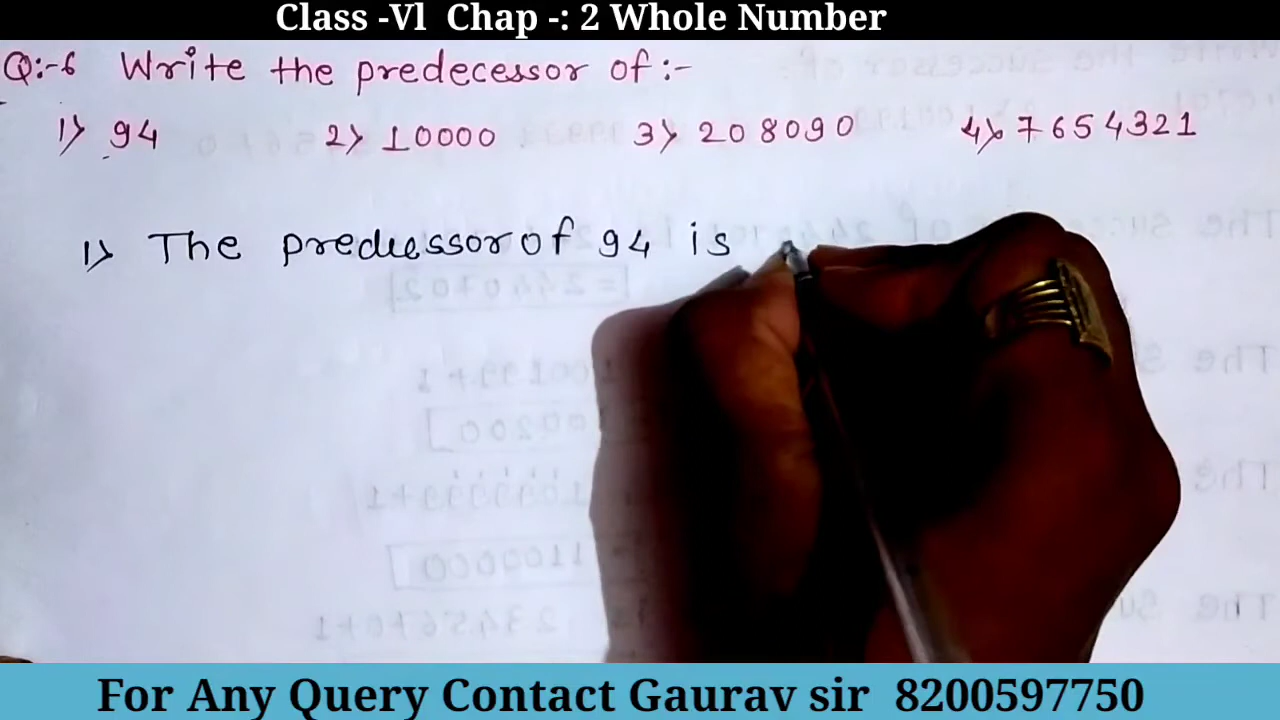 Class -Vl Chap -: 2 Whole Number
Q:-6 Write the predecessor of :-
1) 94 2) 10000 3) 208090 4) 7654321
1) The preducssor of 94 is
For Any Query Contact Gaurav sir 8200597750